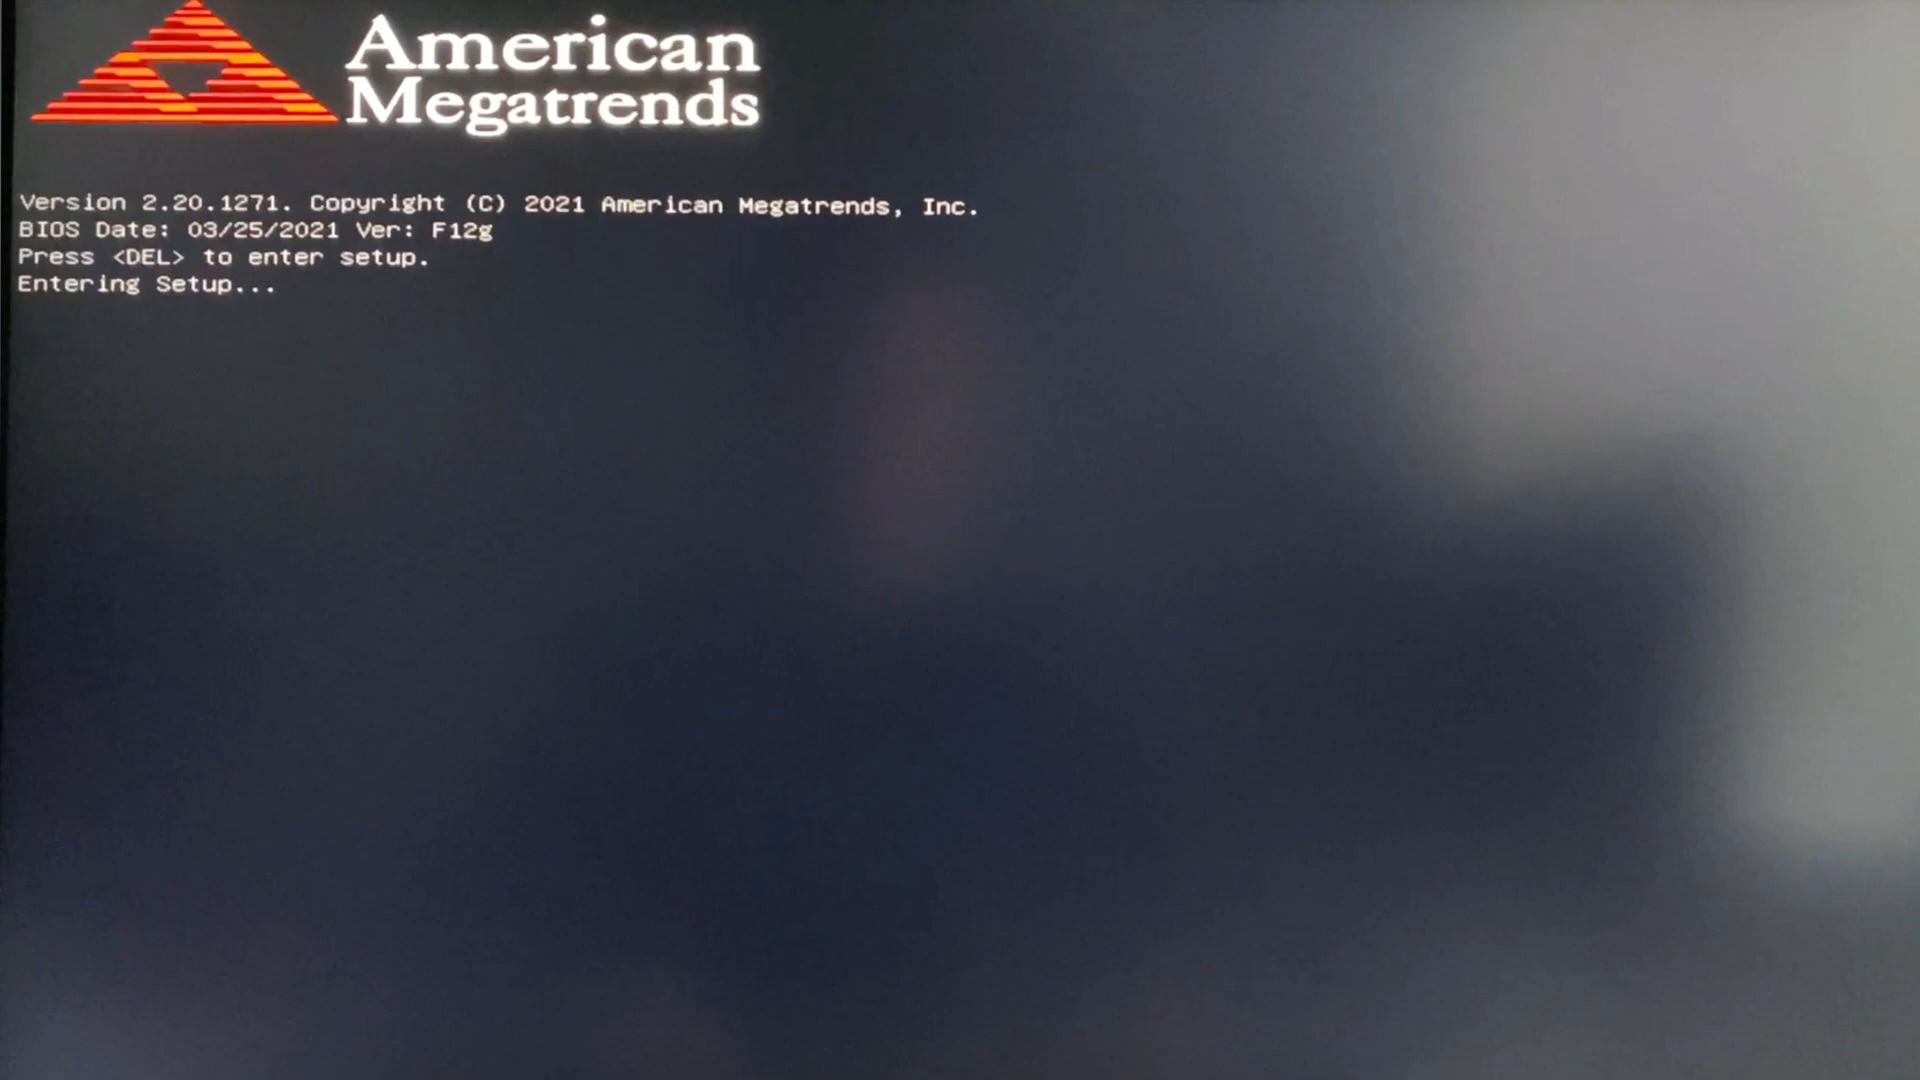 American
Megatrends
Version 2.20.1271. Copyright (C) 2021 American Megatrends, Inc.
BIOS Date: 03/25/2021 Ver: F12g
Press <DEL> to enter setup.
Entering Setup...